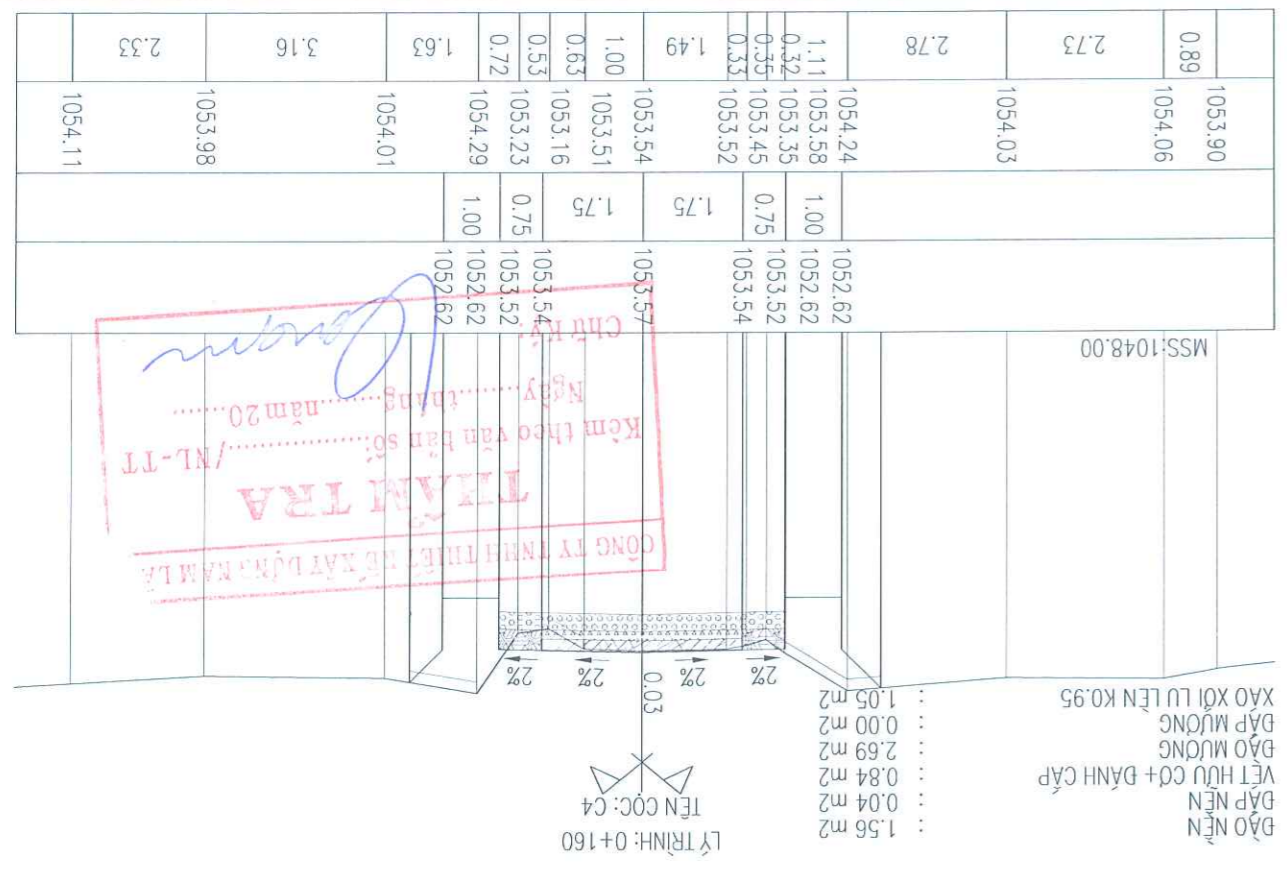 LÝ TRÌNH: 0+160
TÊN CỌC: C4
ĐÀO NỀN : 1.56 m2
ĐẮP NỀN : 0.04 m2
VÉT HỮU CƠ+ ĐÁNH CẤP : 0.84 m2
ĐÀO MƯƠNG : 2.69 m2
ĐẮP MƯƠNG : 0.00 m2
XÁO XỚI LU LÈN K0.95 : 1.05 m2
0.03
2% 2% 2% 2%
CÔNG TY TNHH THIẾT KẾ XÂY DỰNG NAM
THẨM TRA
Kèm theo văn bản số:................../NL-TT
Ngày........tháng........năm 20.......
Chữ Ký:
MSS:1048.00
1052.62 1052.62 1053.52 1053.54 1053.57 1053.54 1053.52 1052.62 1052.62
1.00 0.75 1.75 1.75 0.75 1.00
1053.90 1054.06 1054.03 1054.24 1053.58 1053.35 1053.45 1053.52 1053.54 1053.51 1053.16 1053.23 1054.29 1054.01 1053.98 1054.11
0.89 2.73 2.78 1.11 0.32 0.35 0.33 1.49 1.00 0.63 0.53 0.72 1.63 3.16 2.33